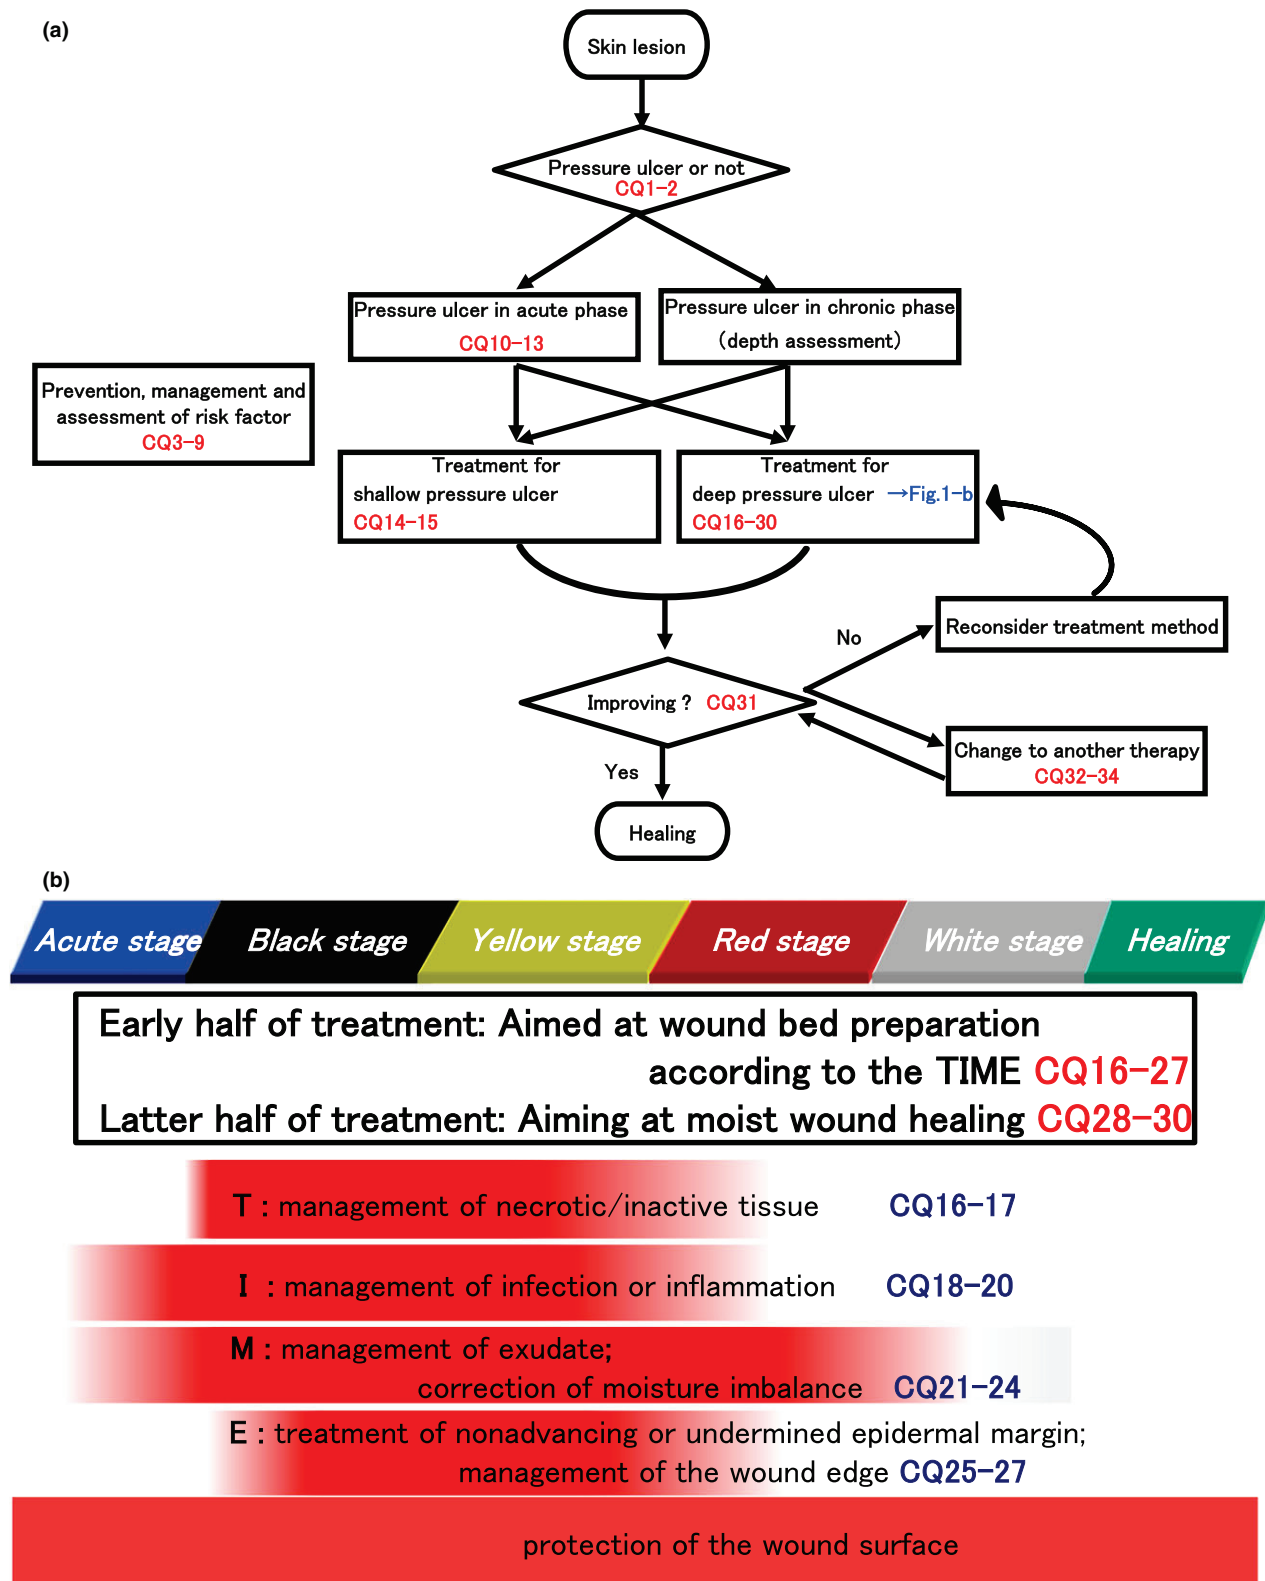 (a)
Skin lesion
Pressure ulcer or not
CQ1-2
Pressure ulcer in acute phase
CQ10-13
Pressure ulcer in chronic phase
(depth assessment)
Prevention, management and
assessment of risk factor
CQ3-9
Treatment for
shallow pressure ulcer
CQ14-15
Treatment for
deep pressure ulcer →Fig.1-b
CQ16-30
Reconsider treatment method
No
Improving ? CQ31
Change to another therapy
CQ32-34
Yes
Healing
(b)
Acute stage Black stage Yellow stage Red stage White stage Healing
Early half of treatment: Aimed at wound bed preparation
according to the TIME CQ16-27
Latter half of treatment: Aiming at moist wound healing CQ28-30
T : management of necrotic/inactive tissue CQ16-17
I : management of infection or inflammation CQ18-20
M : management of exudate;
correction of moisture imbalance CQ21-24
E : treatment of nonadvancing or undermined epidermal margin;
management of the wound edge CQ25-27
protection of the wound surface